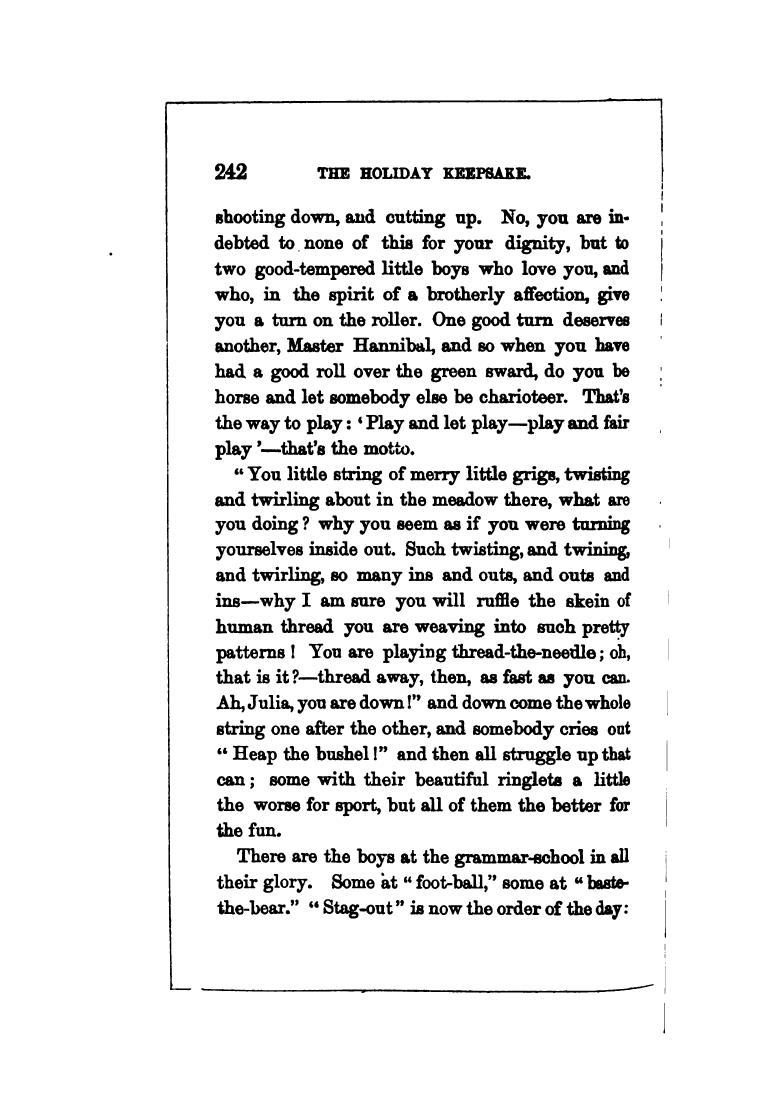 242 THE HOLIDAY KEEPSAKE.
shooting down, and cutting up. No, you are in-
debted to none of this for your dignity, but to
two good-tempered little boys who love you, and
who, in the spirit of a brotherly affection, give
you a turn on the roller. One good turn deserves
another, Master Hannibal, and so when you have
had a good roll over the green sward, do you be
horse and let somebody else be charioteer. That's
the way to play: ‘Play and let play—play and fair
play’—that's the motto.
“You little string of merry little grigs, twisting
and twirling about in the meadow there, what are
you doing? why you seem as if you were turning
yourselves inside out. Such twisting, and twining,
and twirling, so many ins and outs, and outs and
ins—why I am sure you will ruffle the skein of
human thread you are weaving into such pretty
patterns! You are playing thread-the-needle; oh,
that is it?—thread away, then, as fast as you can.
Ah, Julia, you are down!” and down come the whole
string one after the other, and somebody cries out
“Heap the bushel!” and then all struggle up that
can; some with their beautiful ringlets a little
the worse for sport, but all of them the better for
the fun.
There are the boys at the grammar-school in all
their glory. Some at “foot-ball,” some at “baste-
the-bear.” “Stag-out” is now the order of the day: